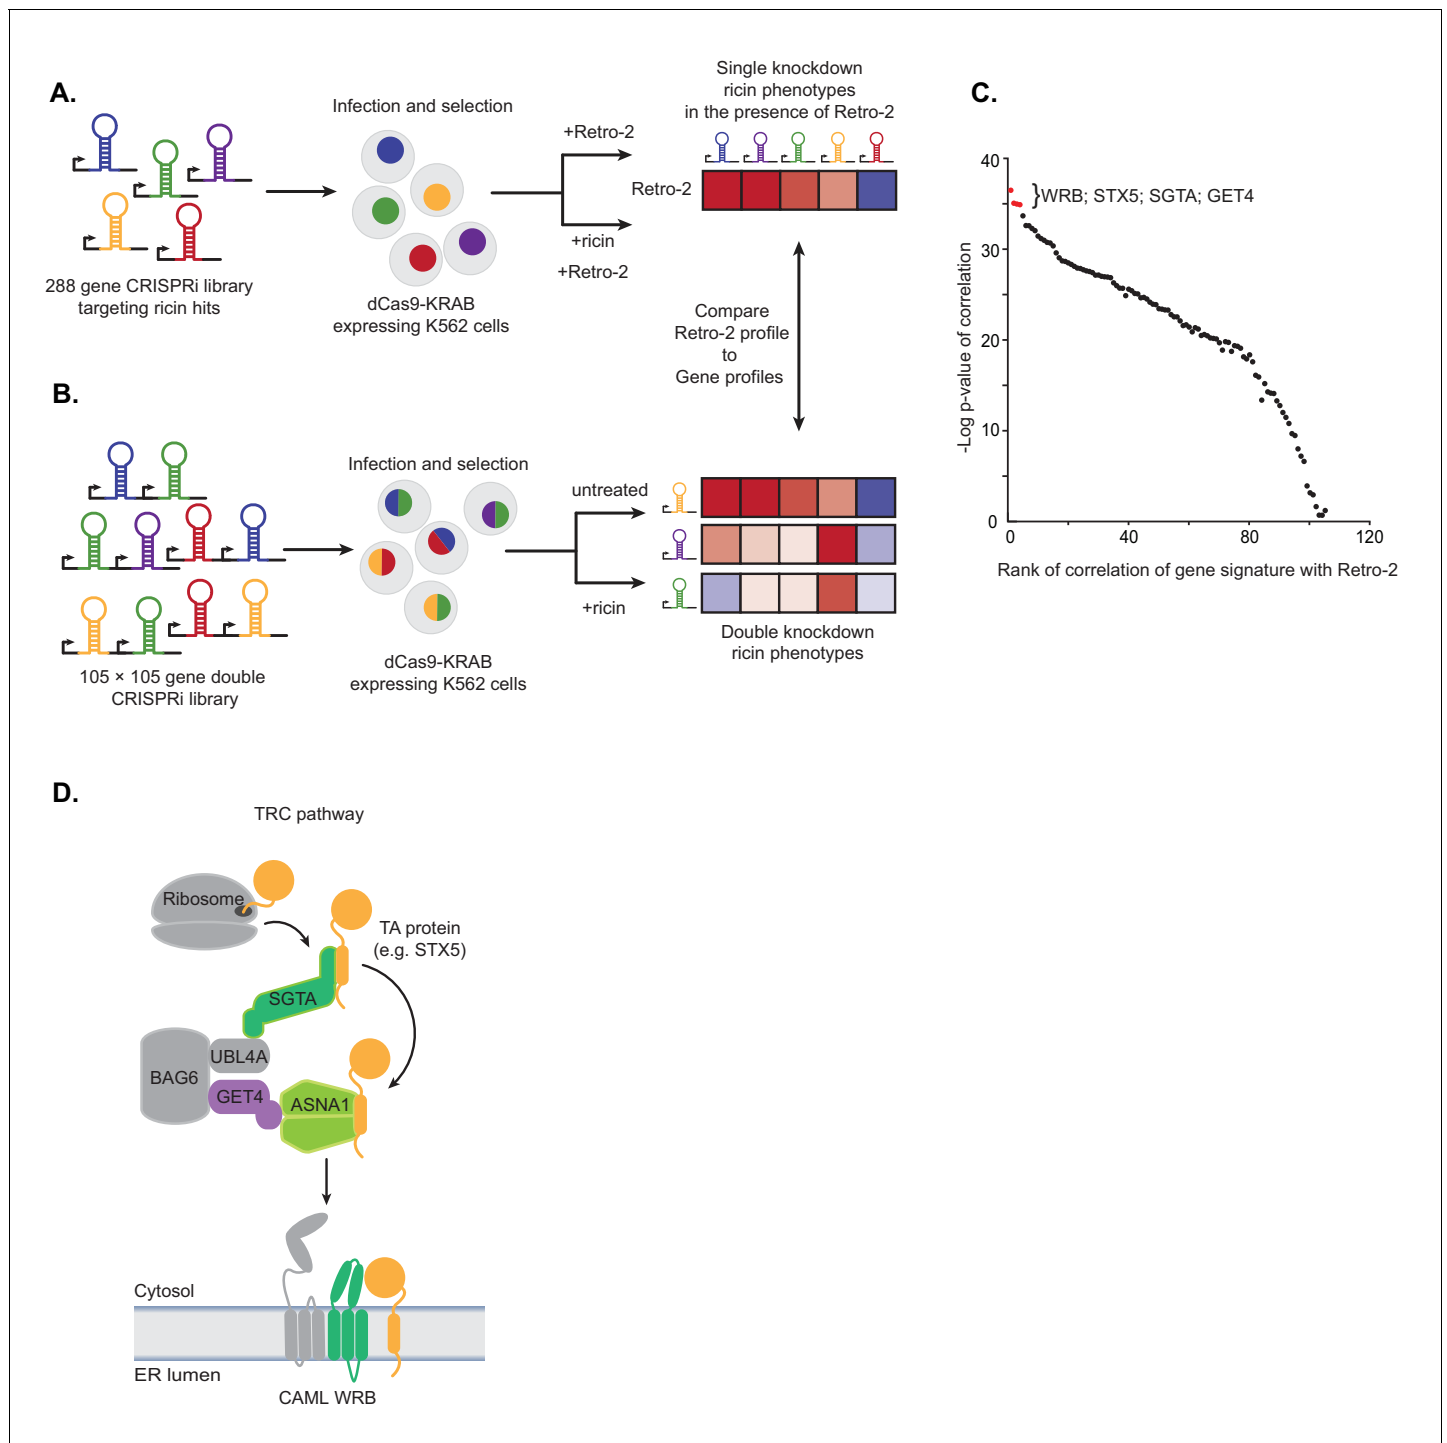 A.
288 gene CRISPRi library
targeting ricin hits
Infection and selection
dCas9-KRAB
expressing K562 cells
+Retro-2
+ricin
+Retro-2
Single knockdown
ricin phenotypes
in the presence of Retro-2
Retro-2
Compare
Retro-2 profile
to
Gene profiles
B.
105 × 105 gene double
CRISPRi library
Infection and selection
dCas9-KRAB
expressing K562 cells
untreated
+ricin
Double knockdown
ricin phenotypes
C.
-Log p-value of correlation
40
30
20
10
0
}WRB; STX5; SGTA; GET4
0 40 80 120
Rank of correlation of gene signature with Retro-2
D.
TRC pathway
Ribosome
TA protein
(e.g. STX5)
SGTA
UBL4A
BAG6
GET4
ASNA1
Cytosol
ER lumen
CAML WRB